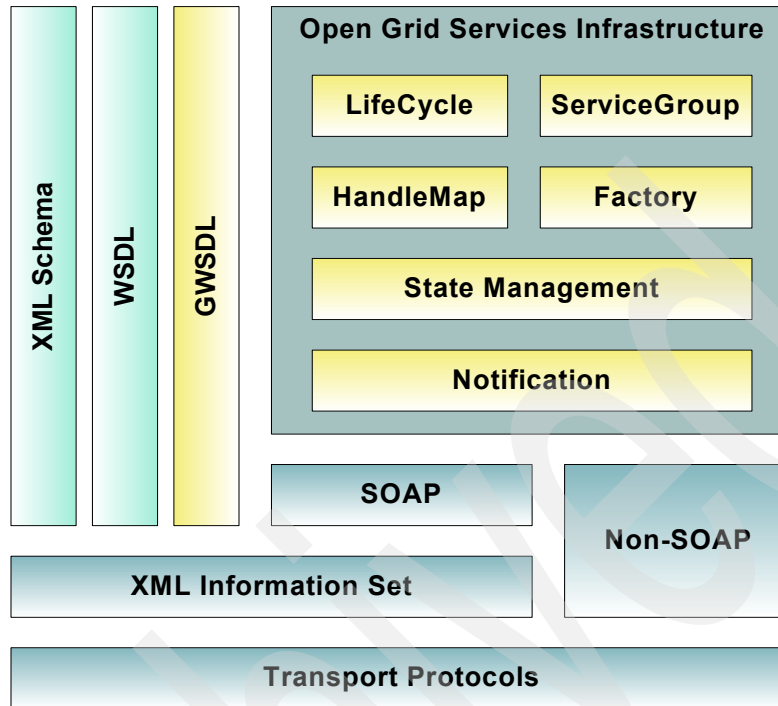 Open Grid Services Infrastructure
LifeCycle
ServiceGroup
HandleMap
Factory
State Management
Notification
XML Schema
WSDL
GWSDL
SOAP
Non-SOAP
XML Information Set
Transport Protocols